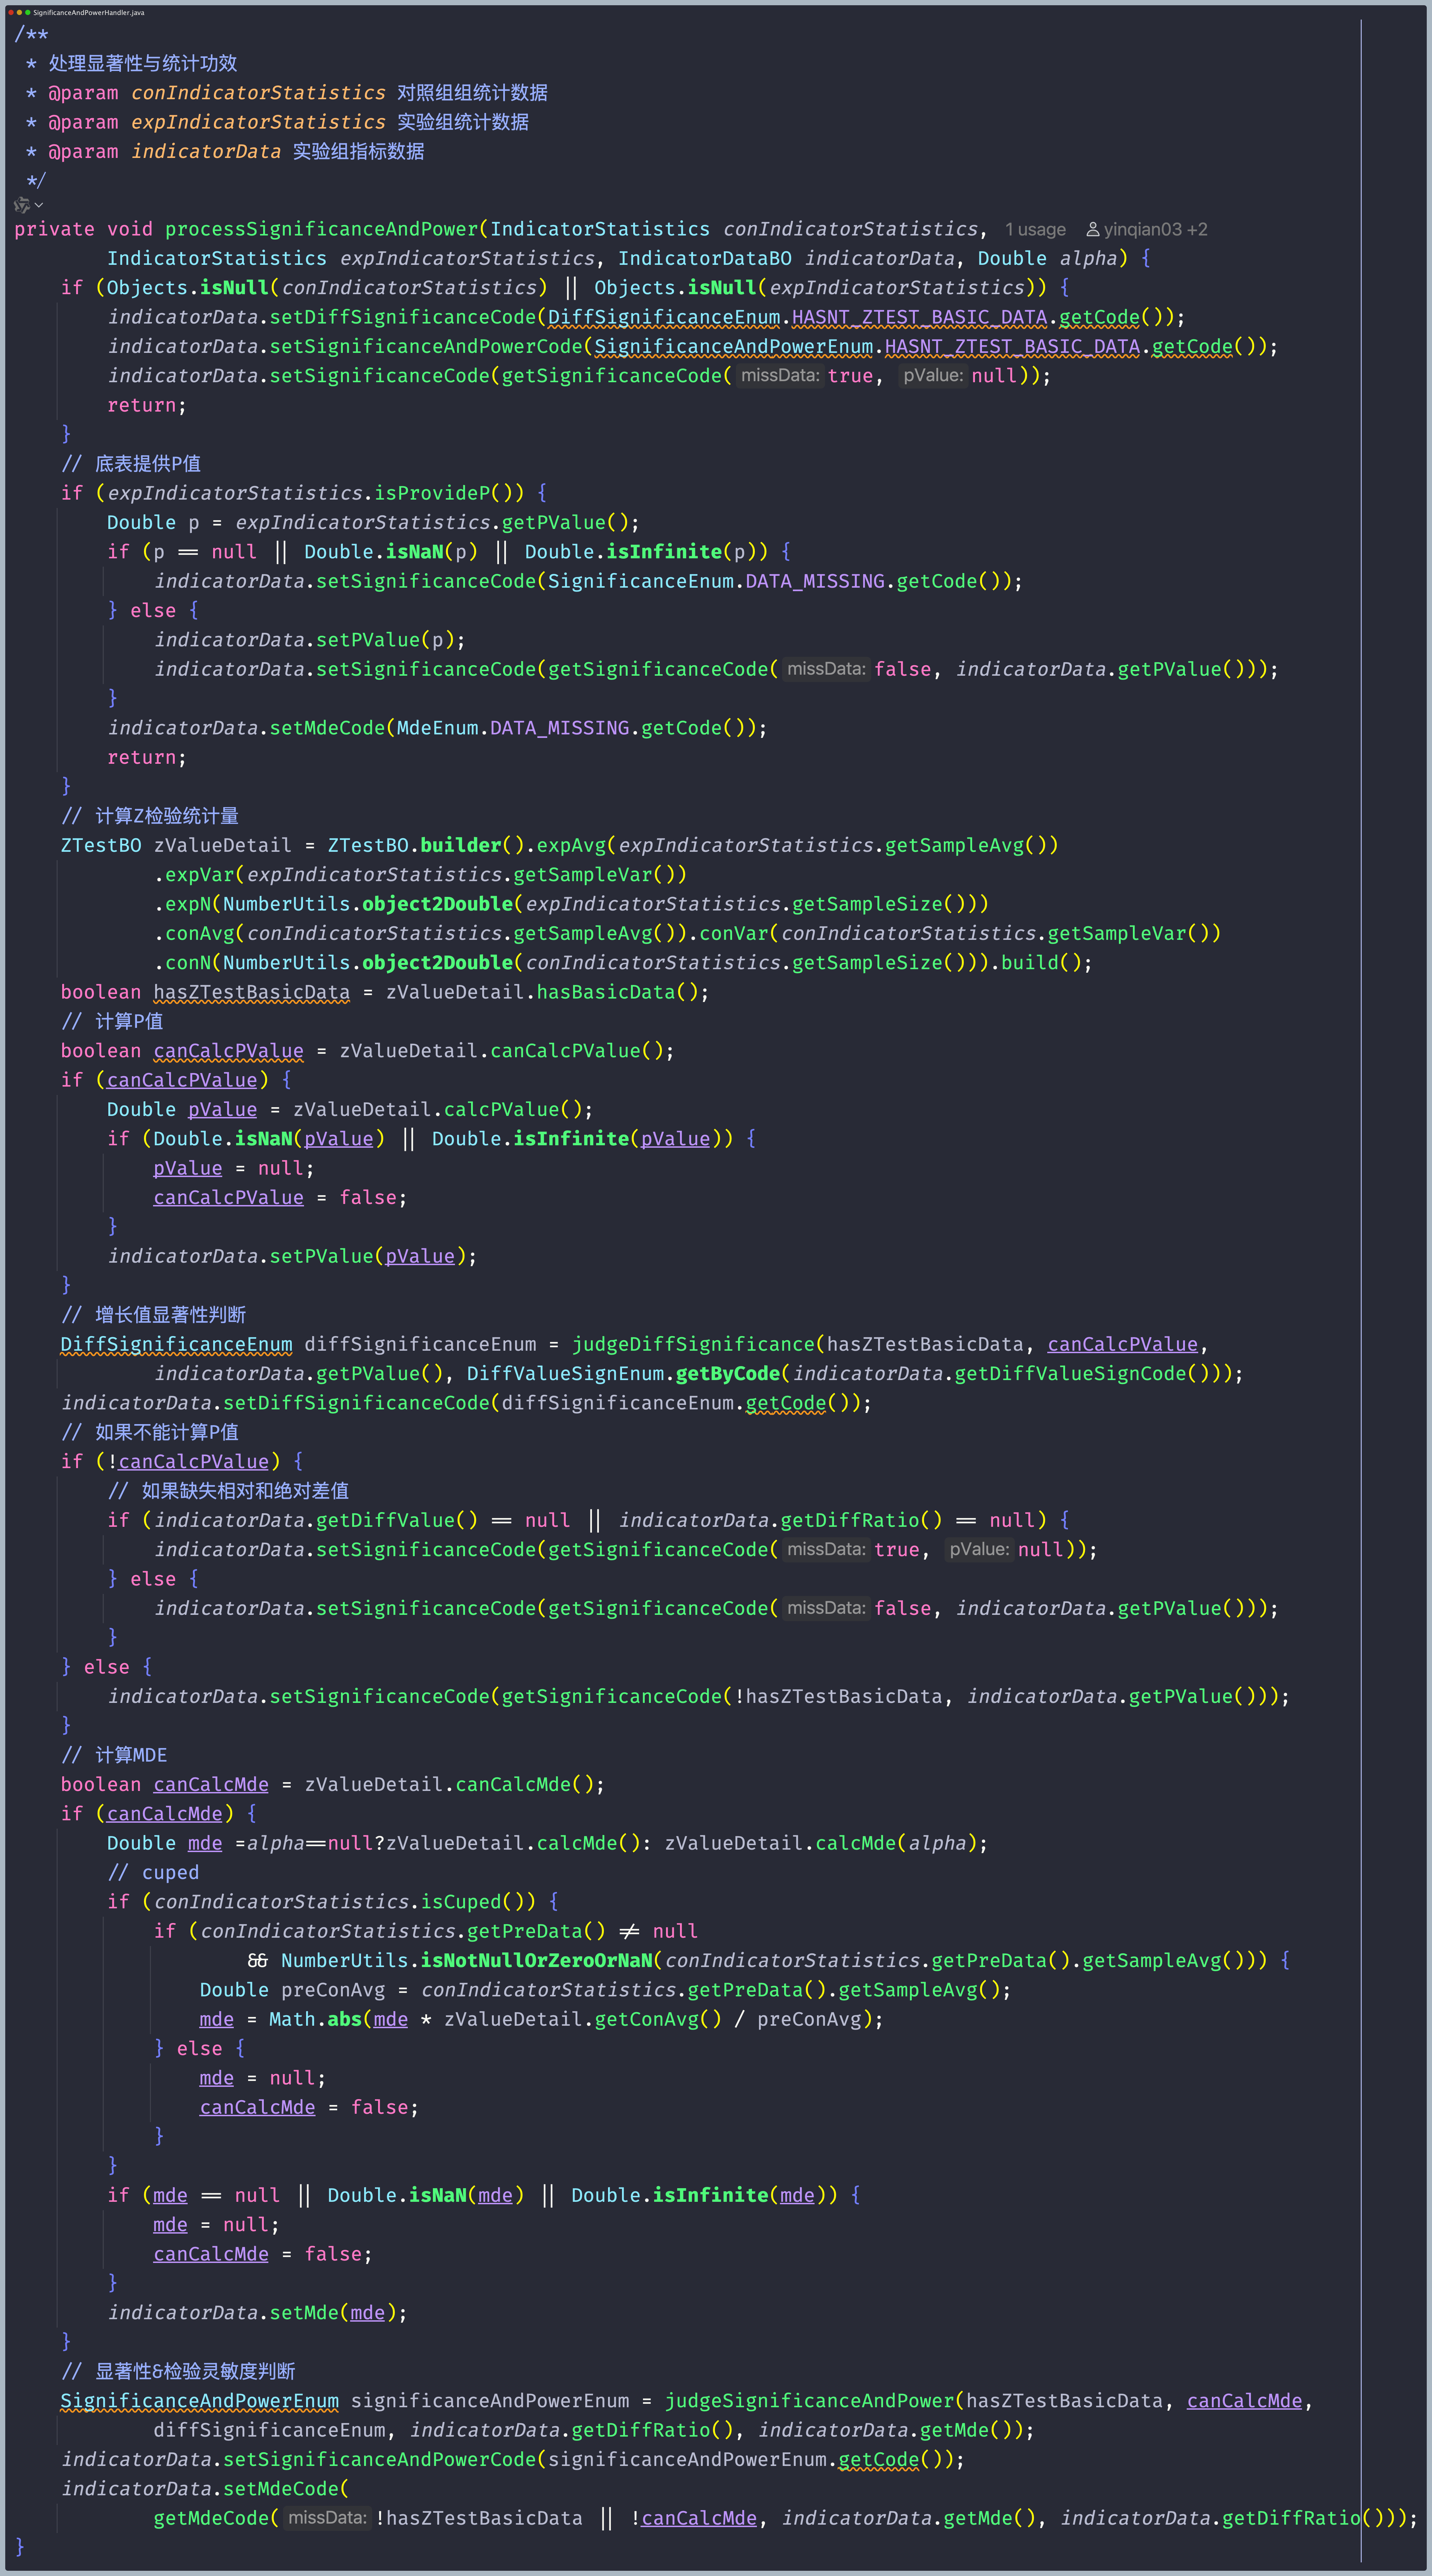 SignificanceAndPowerHandler.java
/**
 * 处理显著性与统计功效
 * @param conIndicatorStatistics 对照组组统计数据
 * @param expIndicatorStatistics 实验组统计数据
 * @param indicatorData 实验组指标数据
 */
private void processSignificanceAndPower(IndicatorStatistics conIndicatorStatistics, 1 usage yinqian03 +2
        IndicatorStatistics expIndicatorStatistics, IndicatorDataBO indicatorData, Double alpha) {
    if (Objects.isNull(conIndicatorStatistics) || Objects.isNull(expIndicatorStatistics)) {
        indicatorData.setDiffSignificanceCode(DiffSignificanceEnum.HASNT_ZTEST_BASIC_DATA.getCode());
        indicatorData.setSignificanceAndPowerCode(SignificanceAndPowerEnum.HASNT_ZTEST_BASIC_DATA.getCode());
        indicatorData.setSignificanceCode(getSignificanceCode( missData: true, pValue: null));
        return;
    }
    // 底表提供P值
    if (expIndicatorStatistics.isProvideP()) {
        Double p = expIndicatorStatistics.getPValue();
        if (p == null || Double.isNaN(p) || Double.isInfinite(p)) {
            indicatorData.setSignificanceCode(SignificanceEnum.DATA_MISSING.getCode());
        } else {
            indicatorData.setPValue(p);
            indicatorData.setSignificanceCode(getSignificanceCode( missData: false, indicatorData.getPValue()));
        }
        indicatorData.setMdeCode(MdeEnum.DATA_MISSING.getCode());
        return;
    }
    // 计算Z检验统计量
    ZTestBO zValueDetail = ZTestBO.builder().expAvg(expIndicatorStatistics.getSampleAvg())
            .expVar(expIndicatorStatistics.getSampleVar())
            .expN(NumberUtils.object2Double(expIndicatorStatistics.getSampleSize()))
            .conAvg(conIndicatorStatistics.getSampleAvg()).conVar(conIndicatorStatistics.getSampleVar())
            .conN(NumberUtils.object2Double(conIndicatorStatistics.getSampleSize())).build();
    boolean hasZTestBasicData = zValueDetail.hasBasicData();
    // 计算P值
    boolean canCalcPValue = zValueDetail.canCalcPValue();
    if (canCalcPValue) {
        Double pValue = zValueDetail.calcPValue();
        if (Double.isNaN(pValue) || Double.isInfinite(pValue)) {
            pValue = null;
            canCalcPValue = false;
        }
        indicatorData.setPValue(pValue);
    }
    // 增长值显著性判断
    DiffSignificanceEnum diffSignificanceEnum = judgeDiffSignificance(hasZTestBasicData, canCalcPValue,
            indicatorData.getPValue(), DiffValueSignEnum.getByCode(indicatorData.getDiffValueSignCode()));
    indicatorData.setDiffSignificanceCode(diffSignificanceEnum.getCode());
    // 如果不能计算P值
    if (!canCalcPValue) {
        // 如果缺失相对和绝对差值
        if (indicatorData.getDiffValue() == null || indicatorData.getDiffRatio() == null) {
            indicatorData.setSignificanceCode(getSignificanceCode( missData: true, pValue: null));
        } else {
            indicatorData.setSignificanceCode(getSignificanceCode( missData: false, indicatorData.getPValue()));
        }
    } else {
        indicatorData.setSignificanceCode(getSignificanceCode(!hasZTestBasicData, indicatorData.getPValue()));
    }
    // 计算MDE
    boolean canCalcMde = zValueDetail.canCalcMde();
    if (canCalcMde) {
        Double mde =alpha==null?zValueDetail.calcMde(): zValueDetail.calcMde(alpha);
        // cuped
        if (conIndicatorStatistics.isCuped()) {
            if (conIndicatorStatistics.getPreData() != null
                    && NumberUtils.isNotNullOrZeroOrNaN(conIndicatorStatistics.getPreData().getSampleAvg())) {
                Double preConAvg = conIndicatorStatistics.getPreData().getSampleAvg();
                mde = Math.abs(mde * zValueDetail.getConAvg() / preConAvg);
            } else {
                mde = null;
                canCalcMde = false;
            }
        }
        if (mde == null || Double.isNaN(mde) || Double.isInfinite(mde)) {
            mde = null;
            canCalcMde = false;
        }
        indicatorData.setMde(mde);
    }
    // 显著性&检验灵敏度判断
    SignificanceAndPowerEnum significanceAndPowerEnum = judgeSignificanceAndPower(hasZTestBasicData, canCalcMde,
            diffSignificanceEnum, indicatorData.getDiffRatio(), indicatorData.getMde());
    indicatorData.setSignificanceAndPowerCode(significanceAndPowerEnum.getCode());
    indicatorData.setMdeCode(
            getMdeCode( missData: !hasZTestBasicData || !canCalcMde, indicatorData.getMde(), indicatorData.getDiffRatio()));
}